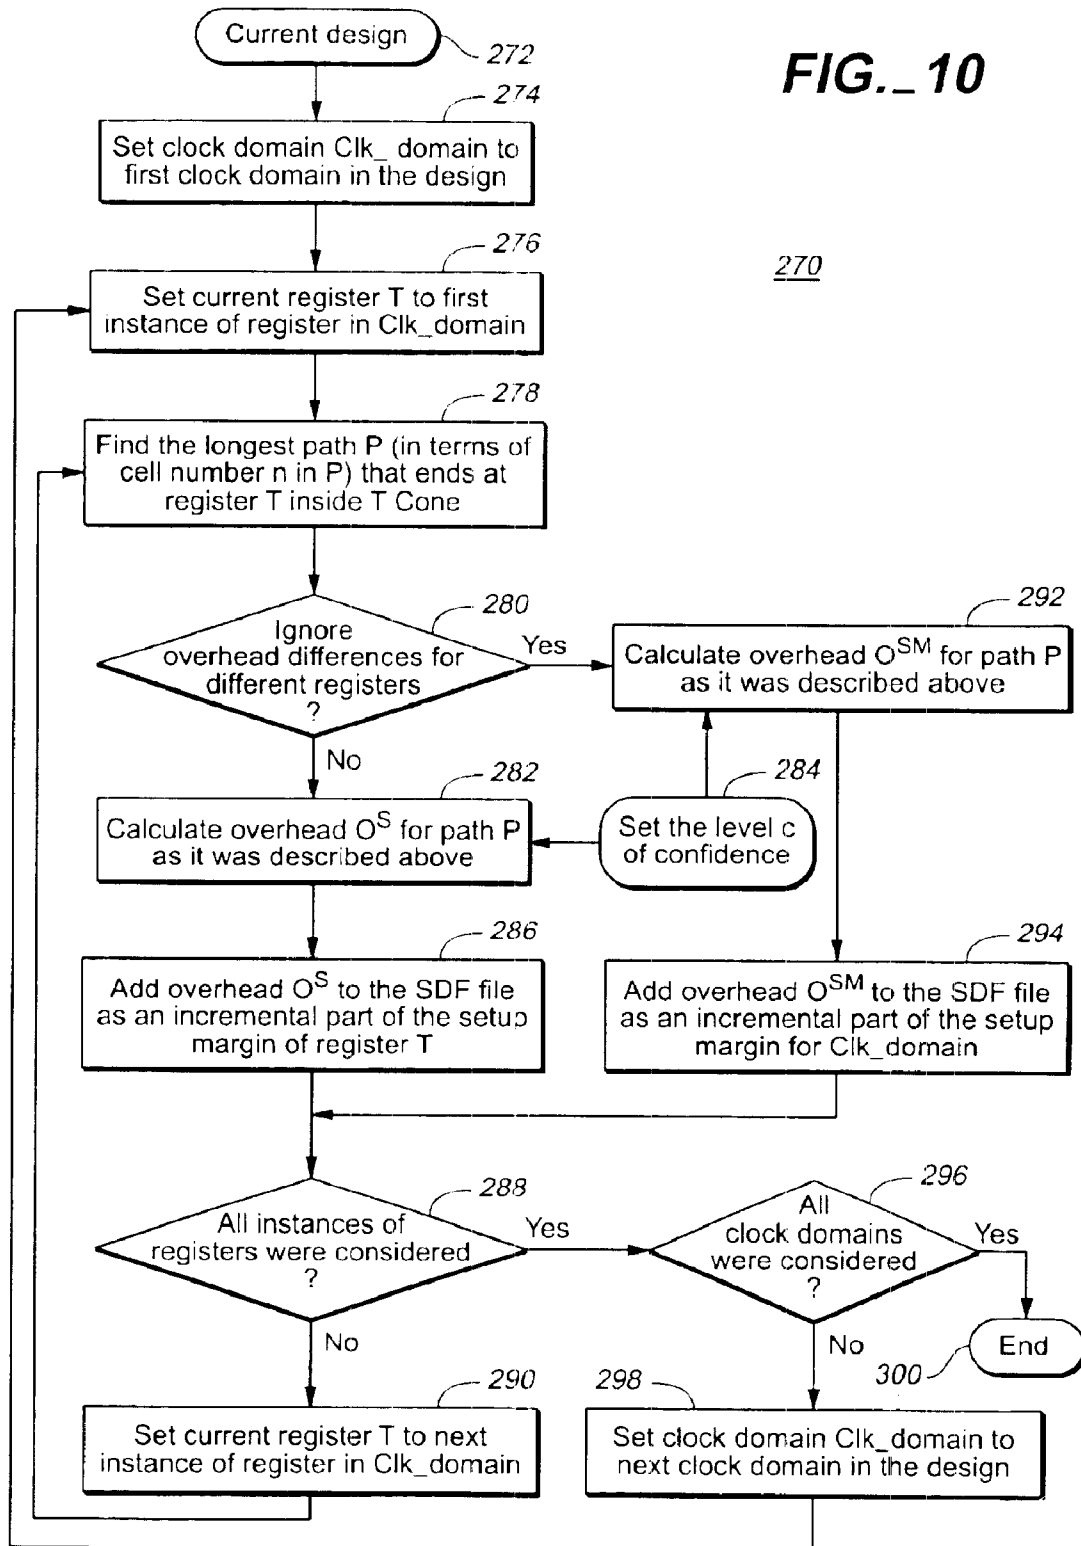 Current design
272
FIG._10
274
Set clock domain Clk_ domain to
first clock domain in the design
276
270
Set current register T to first
instance of register in Clk_domain
278
Find the longest path P (in terms of
cell number n in P) that ends at
register T inside T Cone
280
Ignore
overhead differences for
different registers
?
Yes
No
292
Calculate overhead O^SM for path P
as it was described above
282
Calculate overhead O^S for path P
as it was described above
284
Set the level c
of confidence
286
Add overhead O^S to the SDF file
as an incremental part of the setup
margin of register T
294
Add overhead O^SM to the SDF file
as an incremental part of the setup
margin for Clk_domain
288
All instances of
registers were considered
?
Yes
No
296
All
clock domains
were considered
?
Yes
No
End
300
290
Set current register T to next
instance of register in Clk_domain
298
Set clock domain Clk_domain to
next clock domain in the design